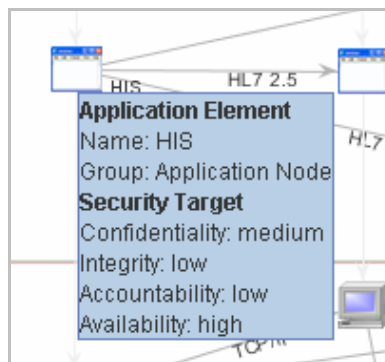 HL7 2.5
HIS
HL7
Application Element
Name: HIS
Group: Application Node
Security Target
Confidentiality: medium
Integrity: low
Accountability: low
Availability: high